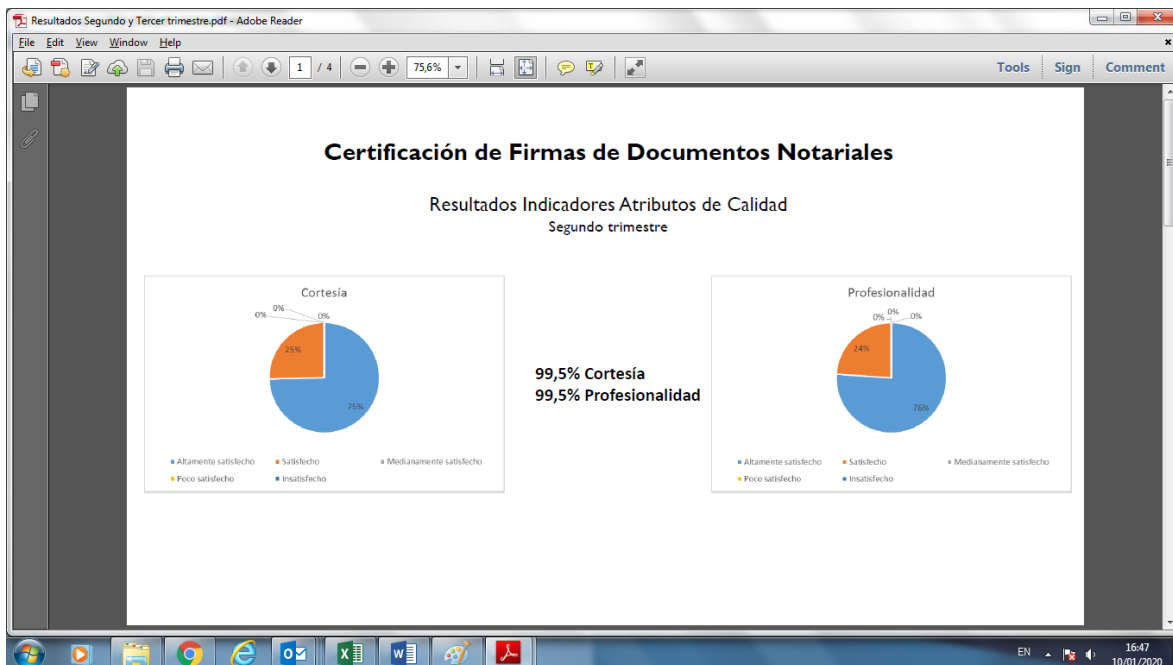 Resultados Segundo y Tercer trimestre.pdf - Adobe Reader
File Edit View Window Help
1 / 4 75,6% Tools Sign Comment
Certificación de Firmas de Documentos Notariales
Resultados Indicadores Atributos de Calidad
Segundo trimestre
Cortesía
0% 0% 0%
25%
75%
Altamente satisfecho Satisfecho Medianamente satisfecho
Poco satisfecho Insatisfecho
99,5% Cortesía
99,5% Profesionalidad
Profesionalidad
0% 0% 0%
24%
76%
Altamente satisfecho Satisfecho Medianamente satisfecho
Poco satisfecho Insatisfecho
EN 16:47
10/01/2020